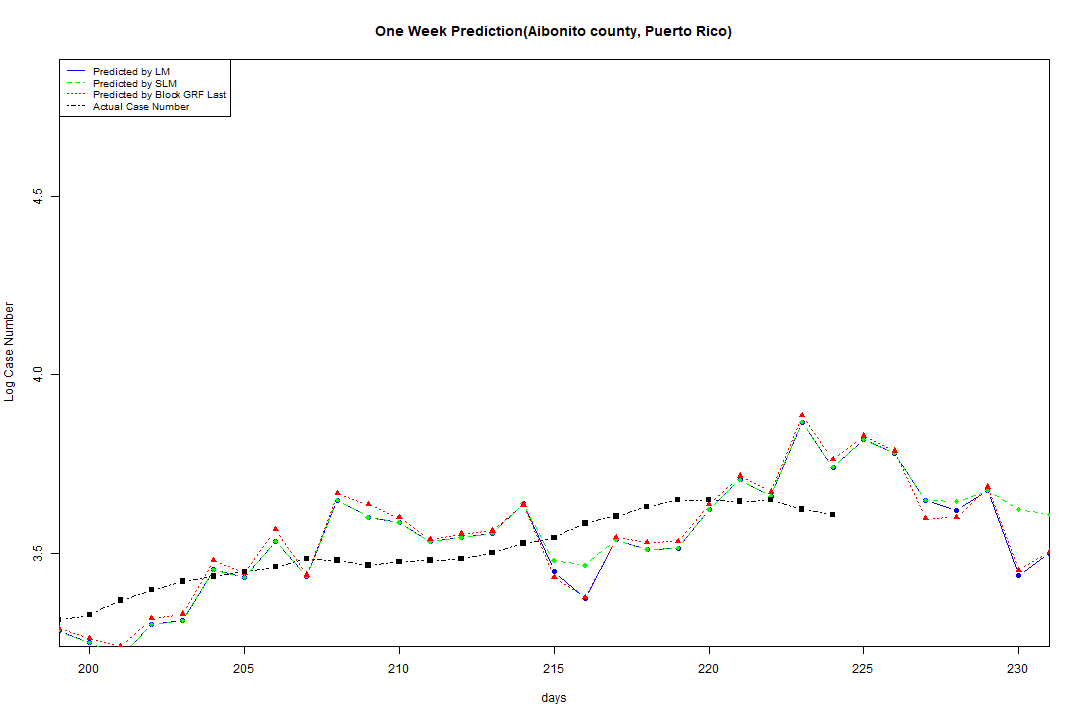 One Week Prediction(Aibonito county, Puerto Rico)
Predicted by LM
Predicted by SLM
Predicted by Block GRF Last
Actual Case Number
Log Case Number
4.5
4.0
3.5
200 205 210 215 220 225 230
days